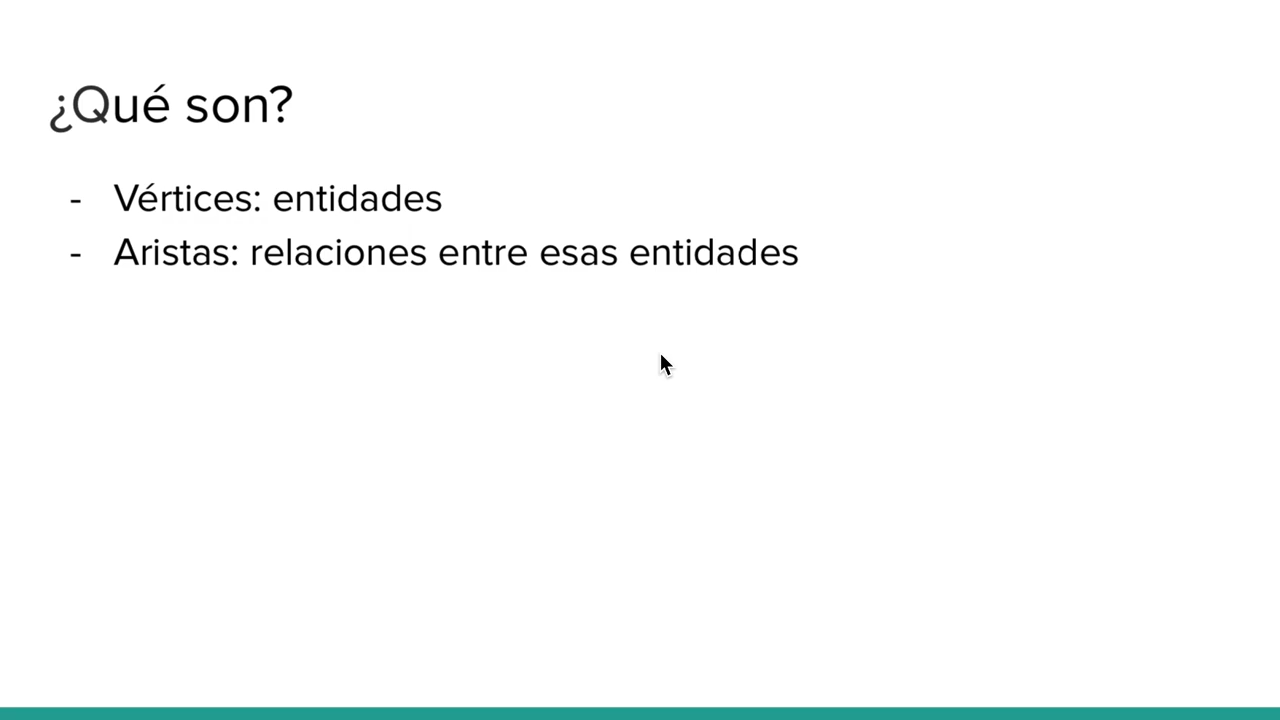 ¿Qué son?
- Vértices: entidades
- Aristas: relaciones entre esas entidades